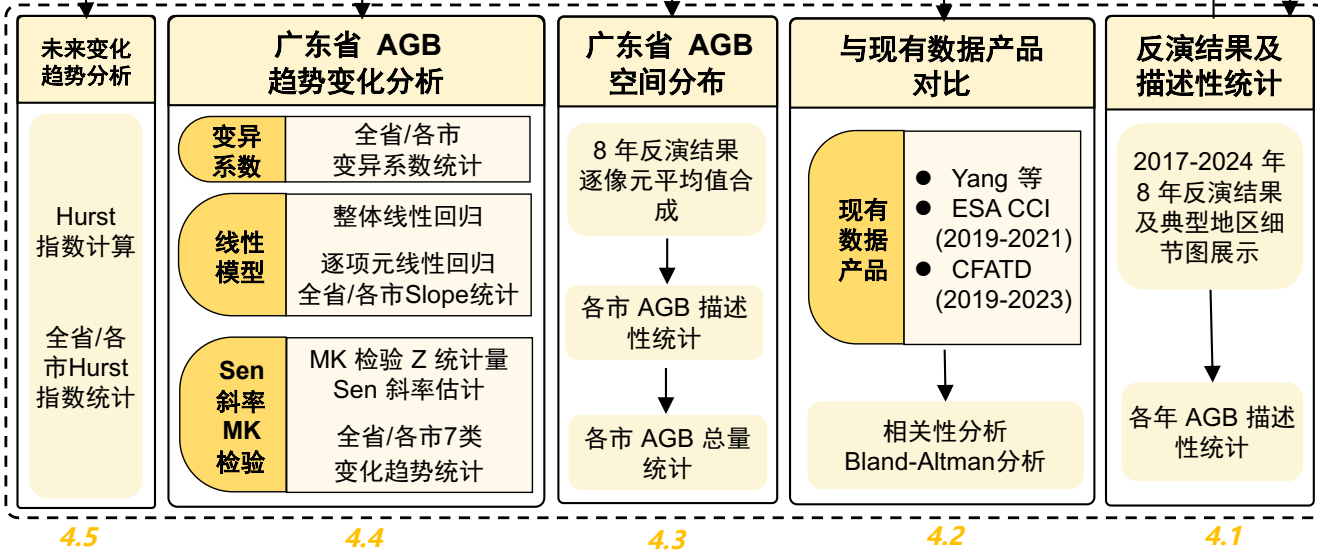 未来变化
趋势分析
Hurst
指数计算
全省/各
市Hurst
指数统计
广东省 AGB
趋势变化分析
变异
系数
全省/各市
变异系数统计
线性
模型
整体线性回归
逐项元线性回归
全省/各市Slope统计
Sen
斜率
MK
检验
MK 检验 Z 统计量
Sen 斜率估计
全省/各市7类
变化趋势统计
广东省 AGB
空间分布
8 年反演结果
逐像元平均值合
成
各市 AGB 描述
性统计
各市 AGB 总量
统计
与现有数据产品
对比
现有
数据
产品
● Yang 等
● ESA CCI
(2019-2021)
● CFATD
(2019-2023)
相关性分析
Bland-Altman分析
反演结果及
描述性统计
2017-2024 年
8 年反演结果
及典型地区细
节图展示
各年 AGB 描述
性统计
4.5
4.4
4.3
4.2
4.1